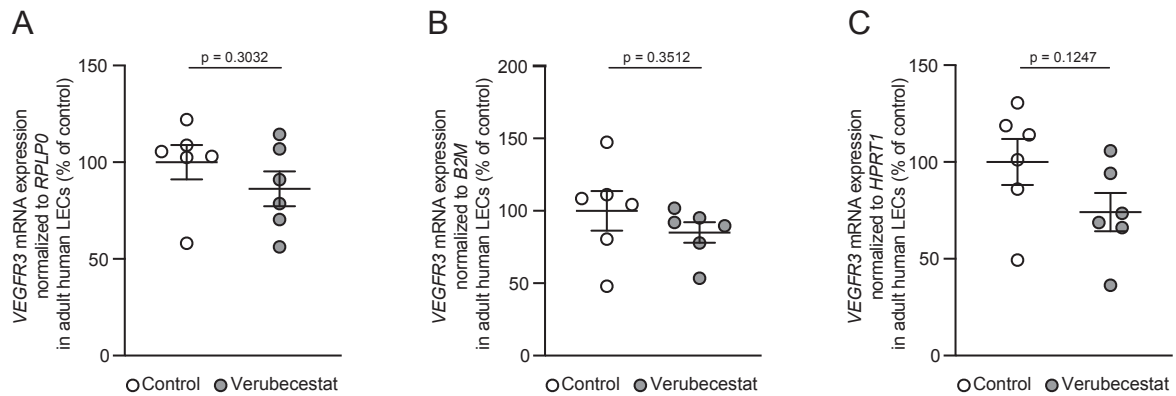 A
VEGFR3 mRNA expression
normalized to RPLP0
in adult human LECs (% of control)
p = 0.3032
150
100
50
0
Control Verubecestat
B
VEGFR3 mRNA expression
normalized to B2M
in adult human LECs (% of control)
p = 0.3512
200
150
100
50
0
Control Verubecestat
C
VEGFR3 mRNA expression
normalized to HPRT1
in adult human LECs (% of control)
p = 0.1247
150
100
50
0
Control Verubecestat